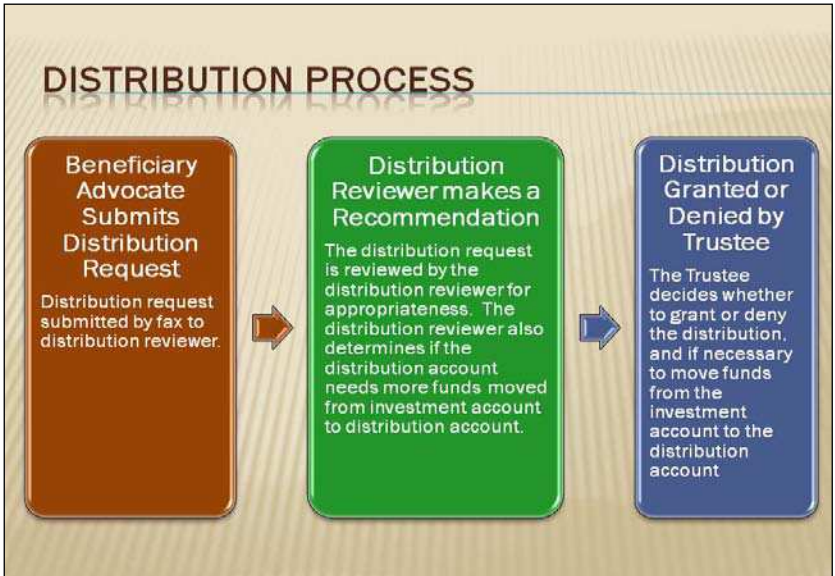 DISTRIBUTION PROCESS
Beneficiary
Advocate
Submits
Distribution
Request
Distribution request
submitted by fax to
distribution reviewer.
Distribution
Reviewer makes a
Recommendation
The distribution request
is reviewed by the
distribution reviewer for
appropriateness. The
distribution reviewer also
determines if the
distribution account
needs more funds moved
from investment account
to distribution account.
Distribution
Granted or
Denied by
Trustee
The Trustee
decides whether
to grant or deny
the distribution,
and if necessary
to move funds
from the
investment
account to the
distribution
account